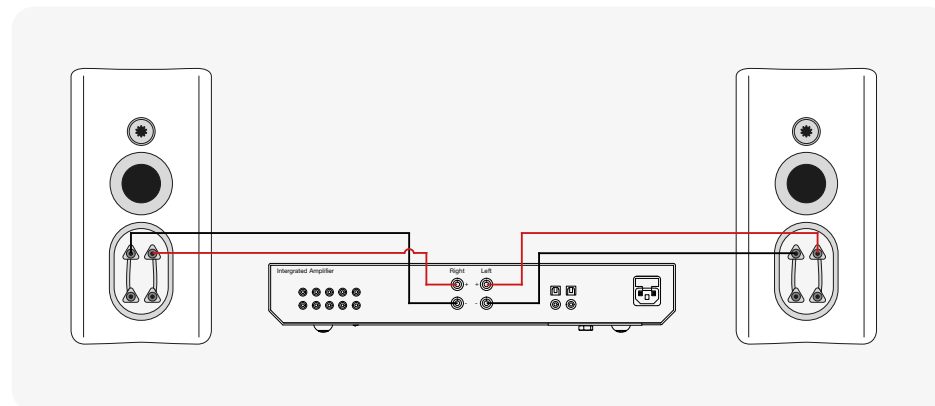 Intergrated Amplifier
Right Left
+ +
- -